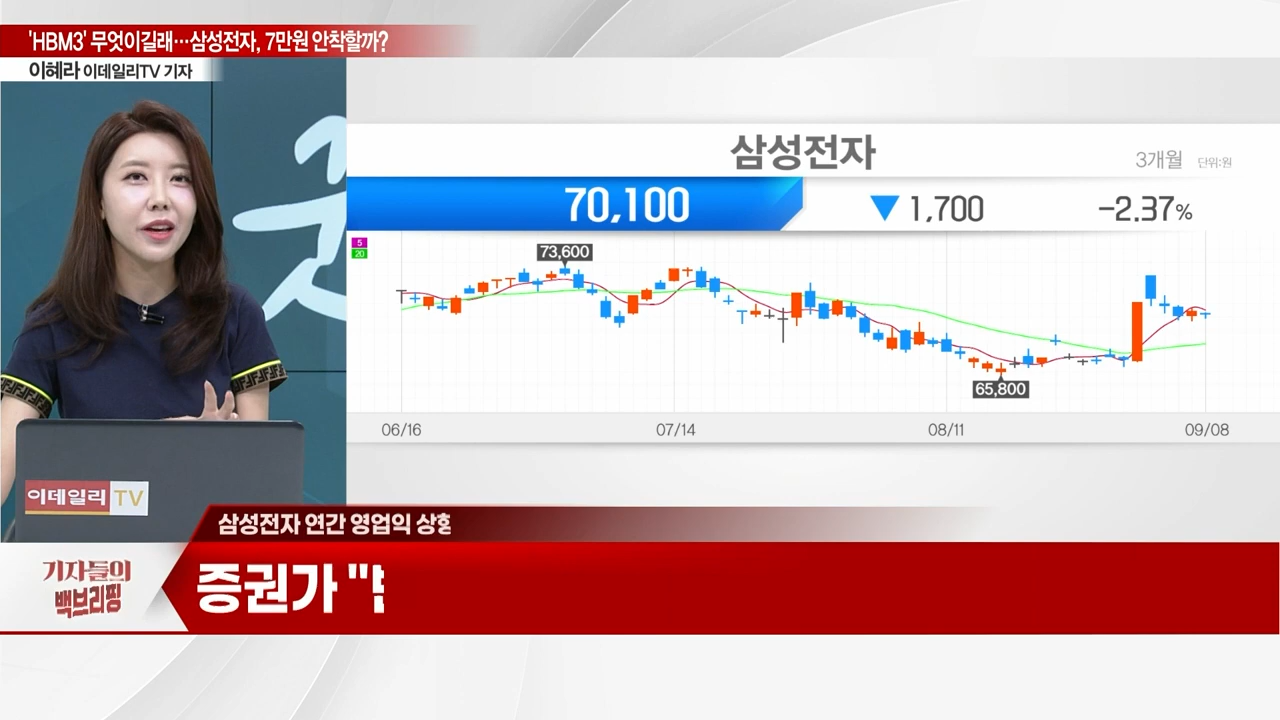 'HBM3' 무엇이길래…삼성전자, 7만원 안착할까?
이혜라 이데일리TV 기자
삼성전자
3개월 단위:원
70,100 ▼ 1,700 -2.37%
5
20
73,600
65,800
06/16 07/14 08/11 09/08
이데일리 TV
삼성전자 연간 영업익 상향
기자들의
백브리핑
증권가 "